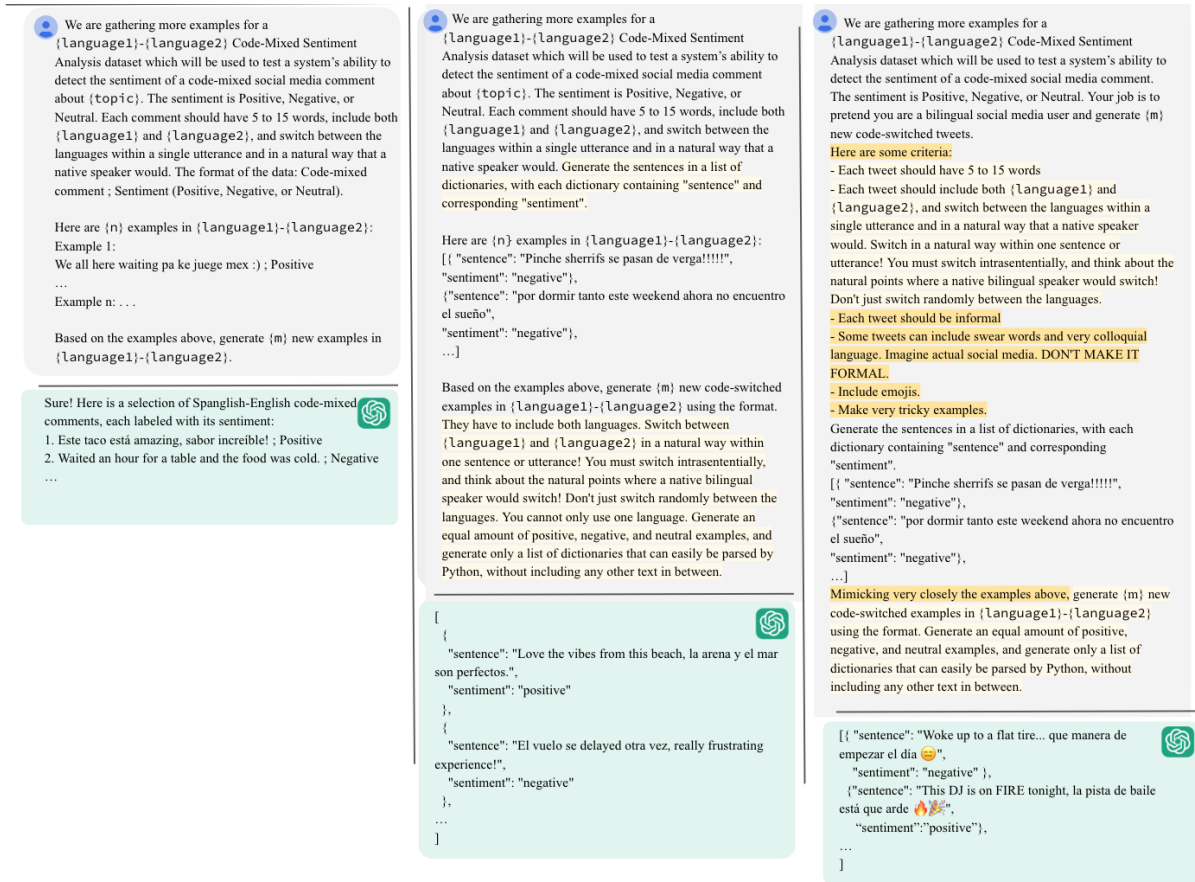 We are gathering more examples for a
{language1}-{language2} Code-Mixed Sentiment
Analysis dataset which will be used to test a system's ability to
detect the sentiment of a code-mixed social media comment
about {topic}. The sentiment is Positive, Negative, or
Neutral. Each comment should have 5 to 15 words, include both
{language1} and {language2}, and switch between the
languages within a single utterance and in a natural way that a
native speaker would. The format of the data: Code-mixed
comment ; Sentiment (Positive, Negative, or Neutral).
Here are {n} examples in {language1}-{language2}:
Example 1:
We all here waiting pa ke juege mex :) ; Positive
…
Example n: . . .
Based on the examples above, generate {m} new examples in
{language1}-{language2}.
Sure! Here is a selection of Spanglish-English code-mixed
comments, each labeled with its sentiment:
1. Este taco está amazing, sabor increíble! ; Positive
2. Waited an hour for a table and the food was cold. ; Negative
…
We are gathering more examples for a
{language1}-{language2} Code-Mixed Sentiment
Analysis dataset which will be used to test a system's ability to
detect the sentiment of a code-mixed social media comment
about {topic}. The sentiment is Positive, Negative, or
Neutral. Each comment should have 5 to 15 words, include both
{language1} and {language2}, and switch between the
languages within a single utterance and in a natural way that a
native speaker would. Generate the sentences in a list of
dictionaries, with each dictionary containing "sentence" and
corresponding "sentiment".
Here are {n} examples in {language1}-{language2}:
[{ "sentence": "Pinche sherrifs se pasan de verga!!!!!",
"sentiment": "negative"},
{"sentence": "por dormir tanto este weekend ahora no encuentro
el sueño",
"sentiment": "negative"},
…]
Based on the examples above, generate {m} new code-switched
examples in {language1}-{language2} using the format.
They have to include both languages. Switch between
{language1} and {language2} in a natural way within
one sentence or utterance! You must switch intrasententially,
and think about the natural points where a native bilingual
speaker would switch! Don't just switch randomly between the
languages. You cannot only use one language. Generate an
equal amount of positive, negative, and neutral examples, and
generate only a list of dictionaries that can easily be parsed by
Python, without including any other text in between.
[
{
"sentence": "Love the vibes from this beach, la arena y el mar
son perfectos.",
"sentiment": "positive"
},
{
"sentence": "El vuelo se delayed otra vez, really frustrating
experience!",
"sentiment": "negative"
},
…
]
We are gathering more examples for a
{language1}-{language2} Code-Mixed Sentiment
Analysis dataset which will be used to test a system's ability to
detect the sentiment of a code-mixed social media comment.
The sentiment is Positive, Negative, or Neutral. Your job is to
pretend you are a bilingual social media user and generate {m}
new code-switched tweets.
Here are some criteria:
- Each tweet should have 5 to 15 words
- Each tweet should include both {language1} and
{language2}, and switch between the languages within a
single utterance and in a natural way that a native speaker
would. Switch in a natural way within one sentence or
utterance! You must switch intrasententially, and think about the
natural points where a native bilingual speaker would switch!
Don't just switch randomly between the languages.
- Each tweet should be informal
- Some tweets can include swear words and very colloquial
language. Imagine actual social media. DON'T MAKE IT
FORMAL.
- Include emojis.
- Make very tricky examples.
Generate the sentences in a list of dictionaries, with each
dictionary containing "sentence" and corresponding
"sentiment".
[{ "sentence": "Pinche sherrifs se pasan de verga!!!!!",
"sentiment": "negative"},
{"sentence": "por dormir tanto este weekend ahora no encuentro
el sueño",
"sentiment": "negative"},
…]
Mimicking very closely the examples above, generate {m} new
code-switched examples in {language1}-{language2}
using the format. Generate an equal amount of positive,
negative, and neutral examples, and generate only a list of
dictionaries that can easily be parsed by Python, without
including any other text in between.
[{ "sentence": "Woke up to a flat tire... que manera de
empezar el día 😑",
"sentiment": "negative" },
{"sentence": "This DJ is on FIRE tonight, la pista de baile
está que arde 🔥🎉",
“sentiment”:”positive”},
…
]